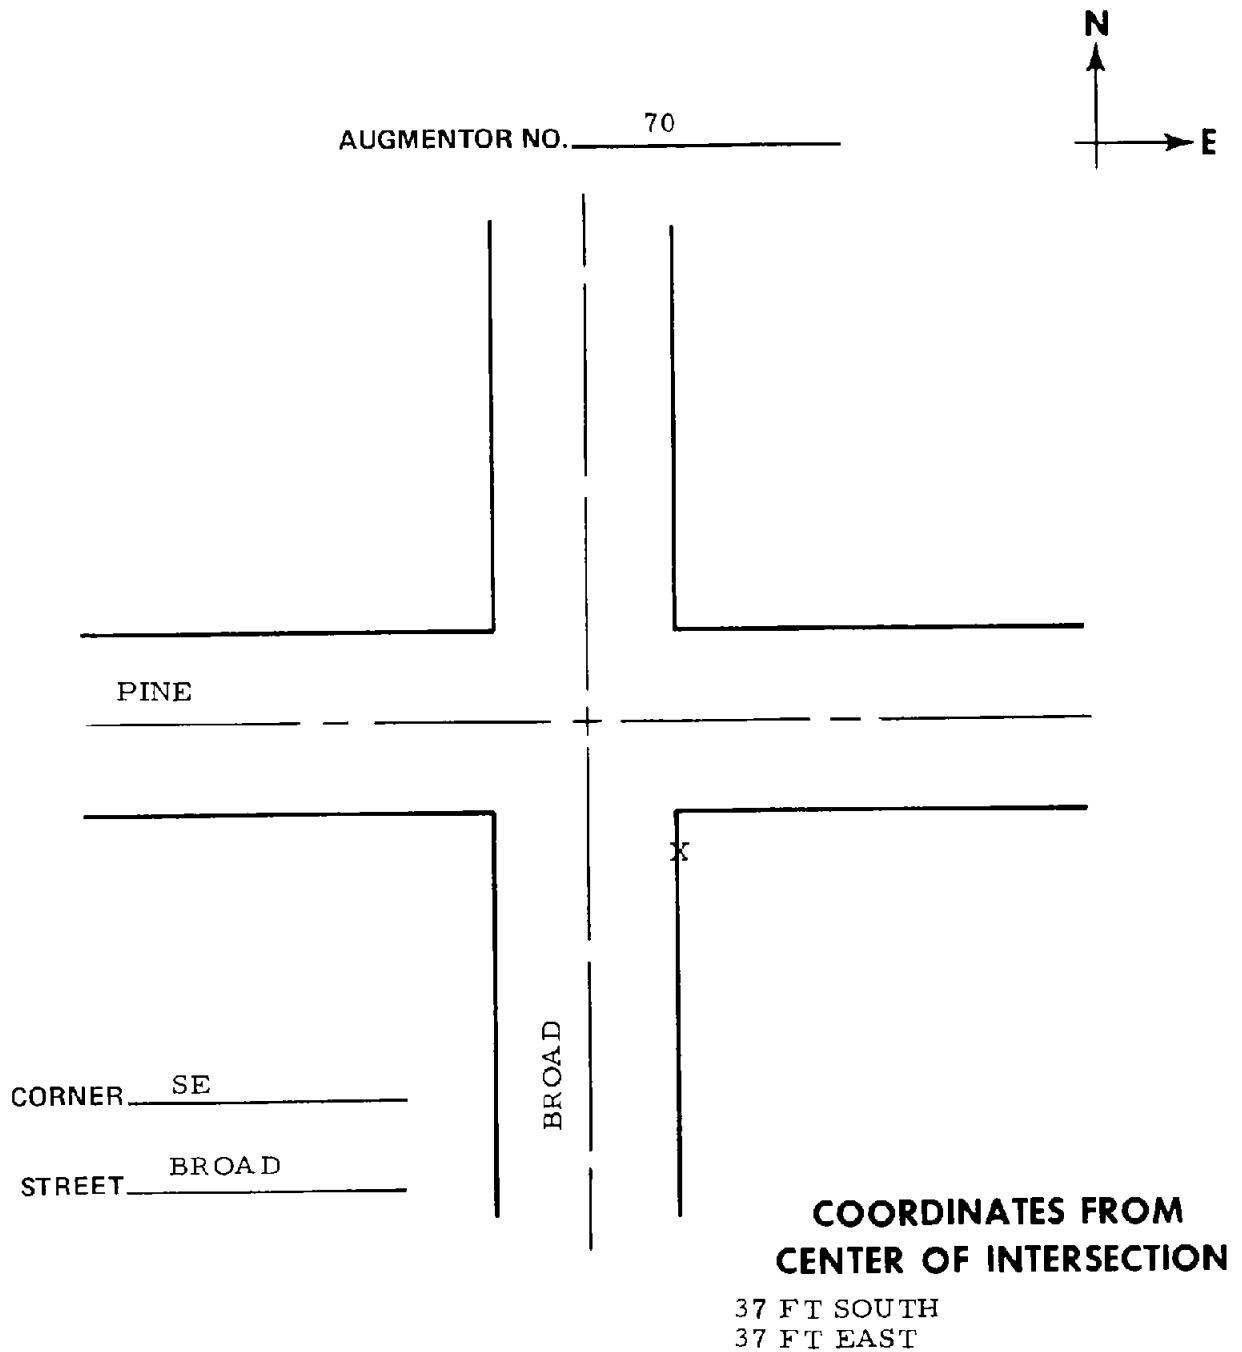 N
E
AUGMENTOR NO. 70
PINE
X
BROAD
CORNER SE
STREET BROAD
COORDINATES FROM
CENTER OF INTERSECTION
37 FT SOUTH
37 FT EAST